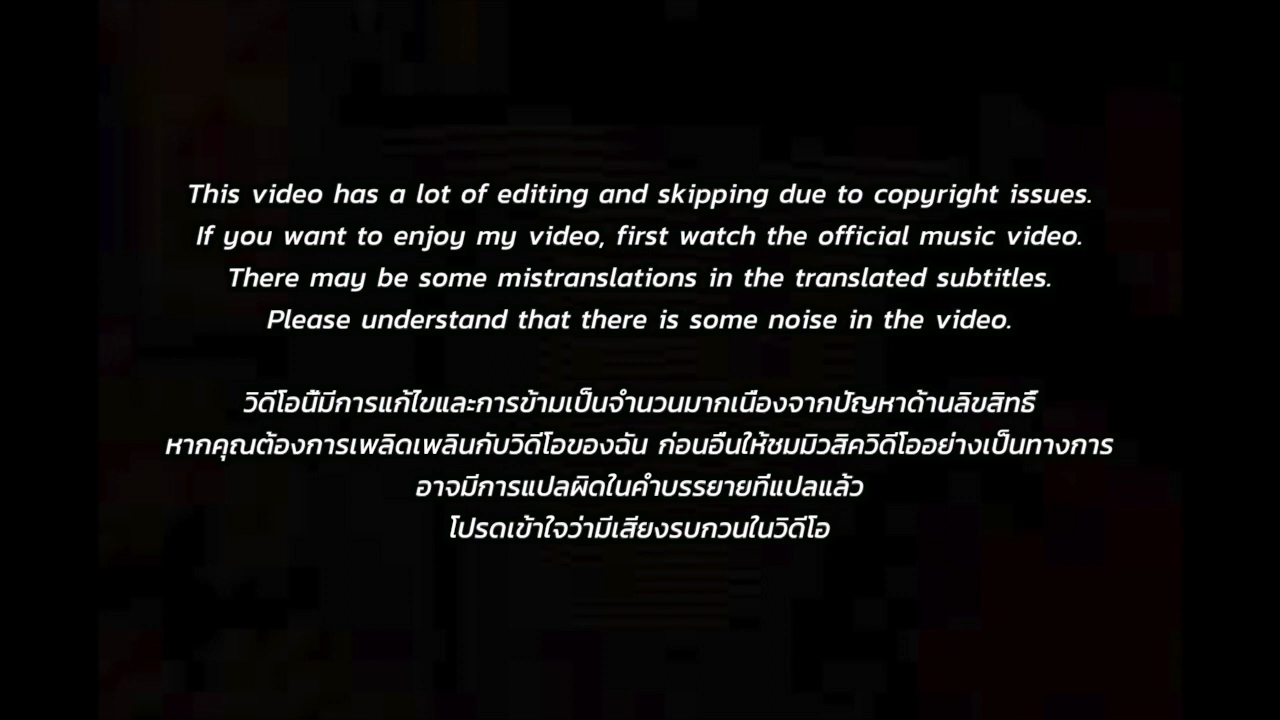 This video has a lot of editing and skipping due to copyright issues.
If you want to enjoy my video, first watch the official music video.
There may be some mistranslations in the translated subtitles.
Please understand that there is some noise in the video.
วิดีโอนี้มีการแก้ไขและการข้ามเป็นจำนวนมากเนื่องจากปัญหาด้านลิขสิทธิ์
หากคุณต้องการเพลิดเพลินกับวิดีโอของฉัน ก่อนอื่นให้ชมมิวสิควิดีโออย่างเป็นทางการ
อาจมีการแปลผิดในคำบรรยายที่แปลแล้ว
โปรดเข้าใจว่ามีเสียงรบกวนในวิดีโอ